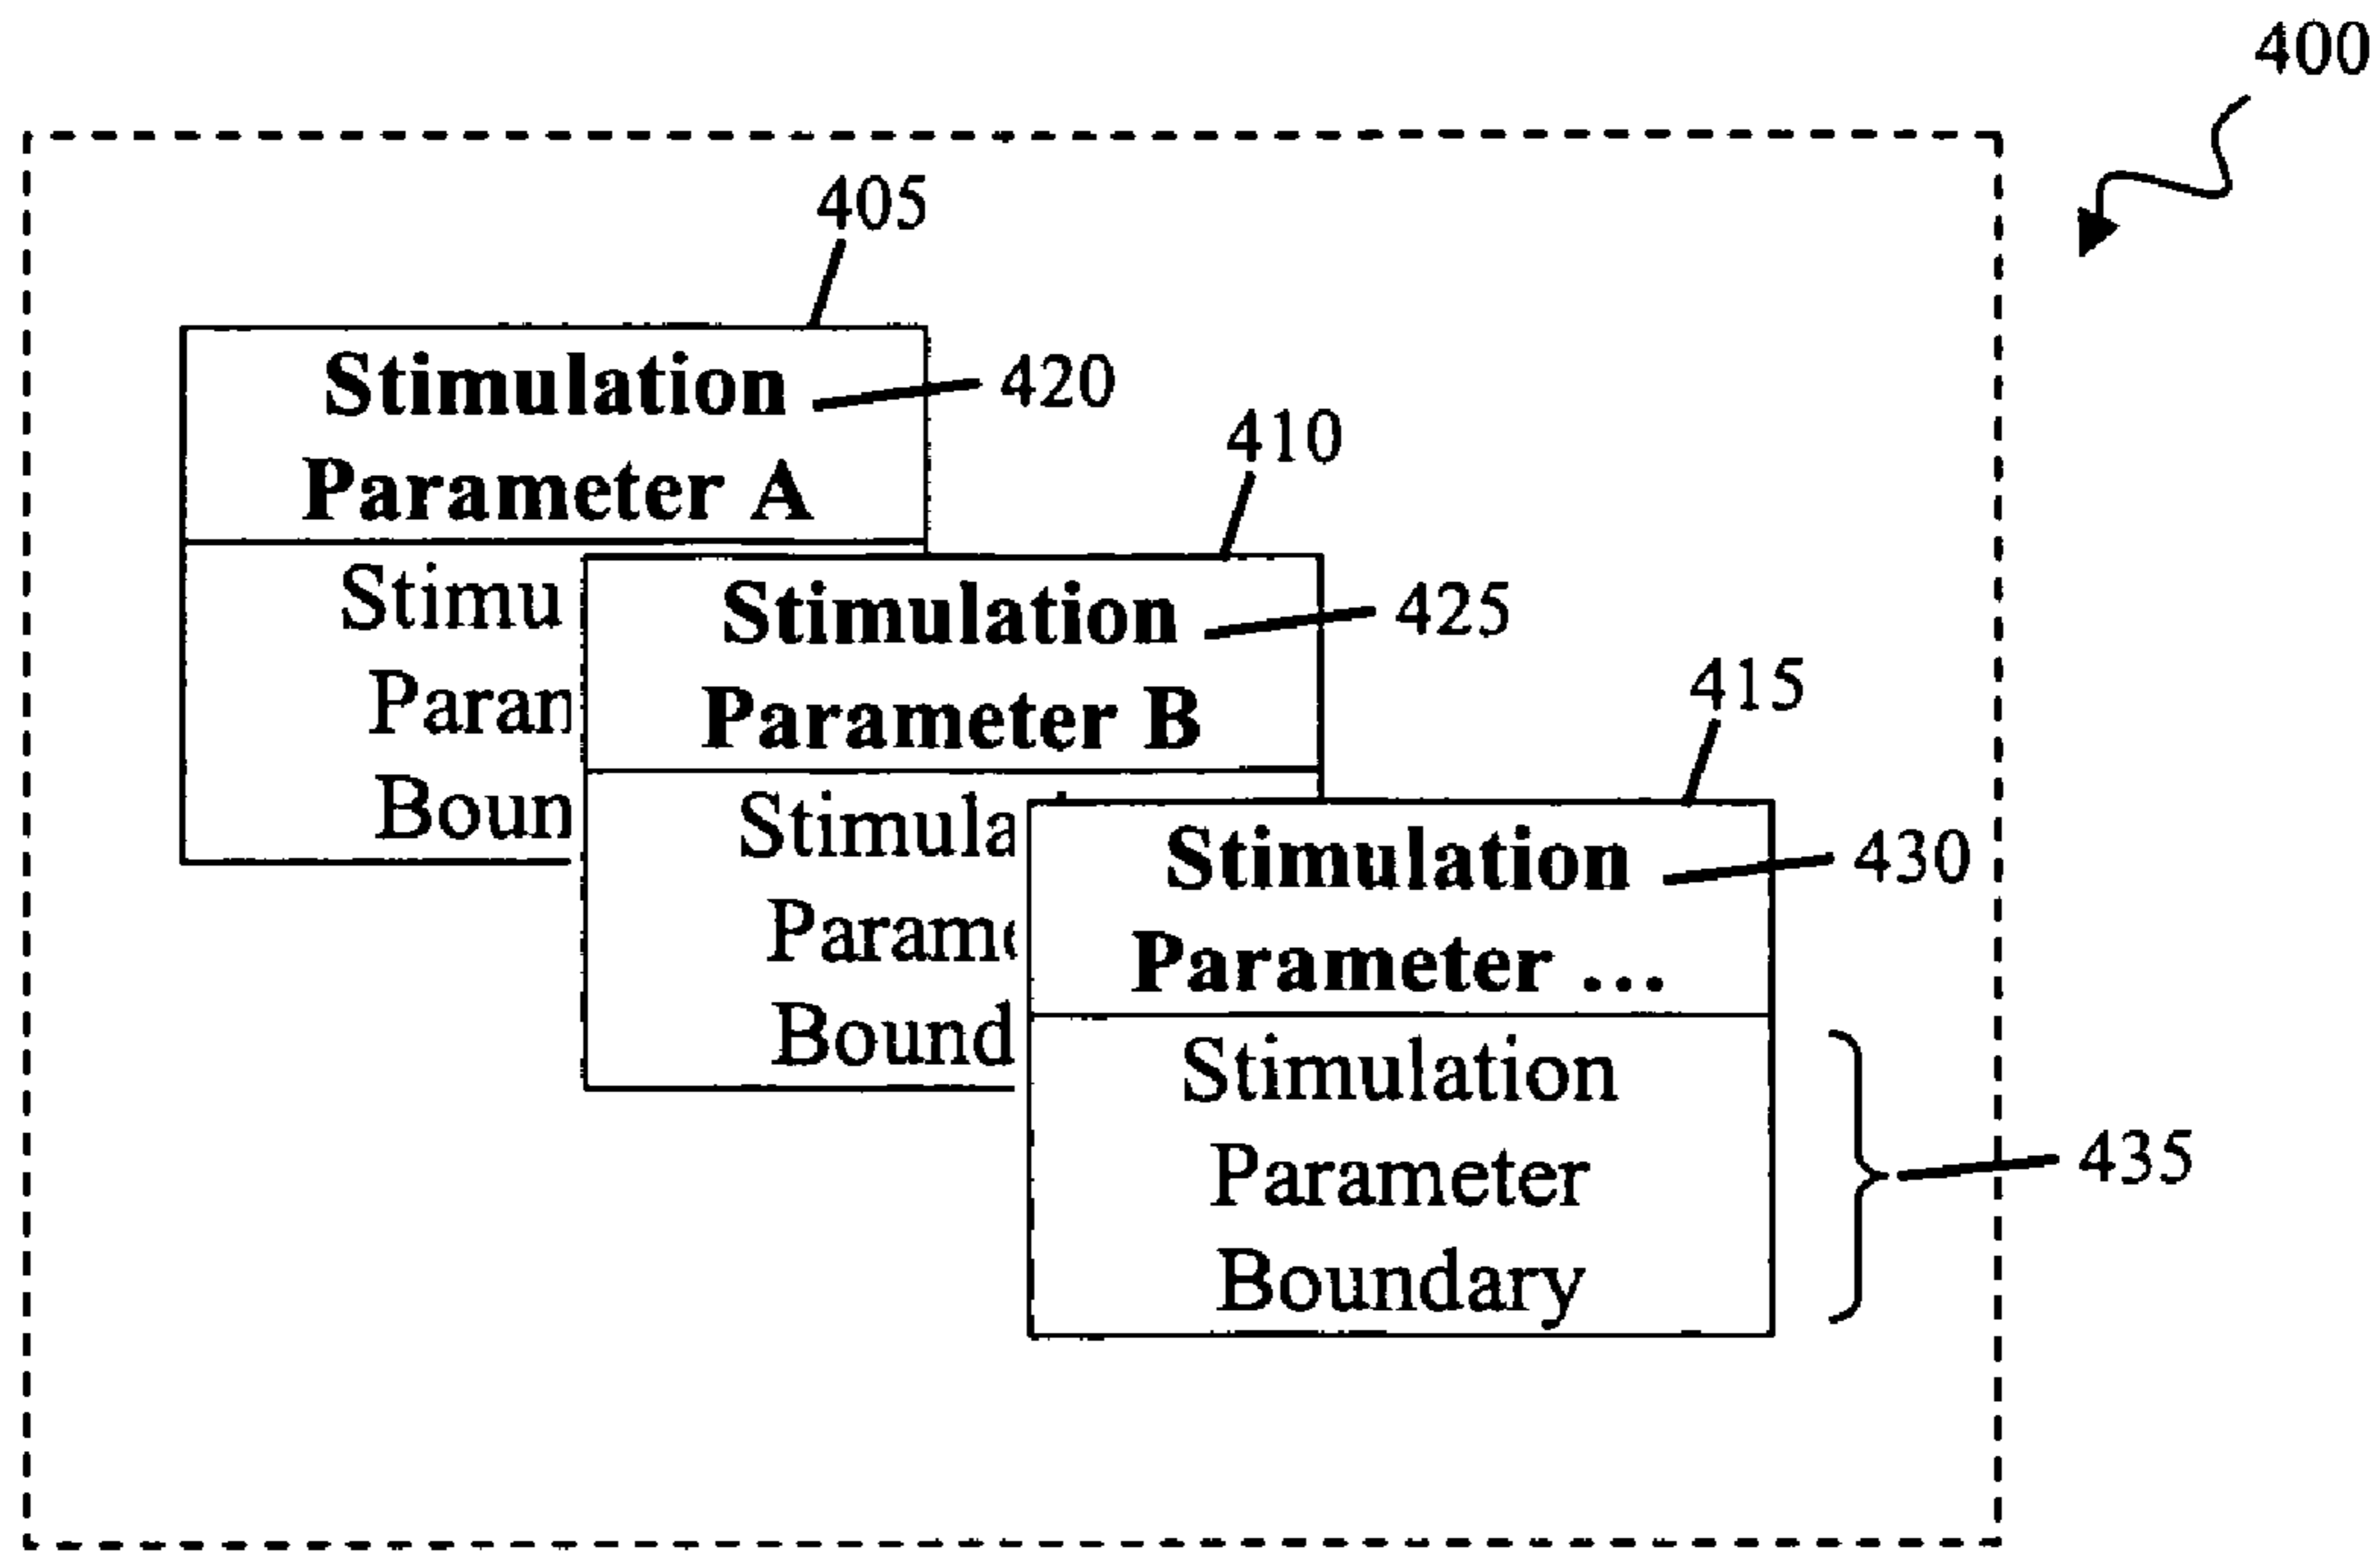 400
405
Stimulation
Parameter A
420
Stimu
Param
Boun
410
Stimulation
Parameter B
425
Stimula
Parame
Bound
415
Stimulation
Parameter ...
430
Stimulation
Parameter
Boundary
435